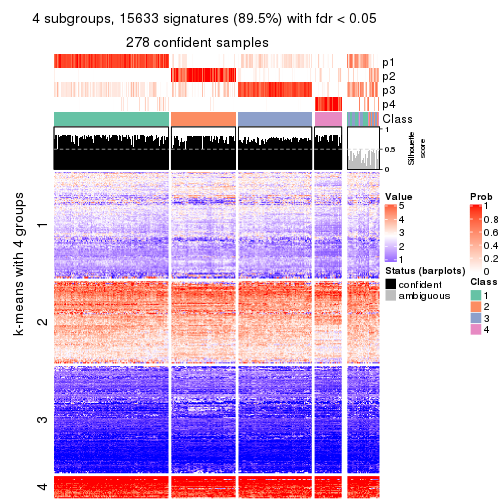 4 subgroups, 15633 signatures (89.5%) with fdr < 0.05
278 confident samples
p1
p2
p3
p4
Class
1
0.5
0
Silhouette
score
k-means with 4 groups
1
2
3
4
Value
5
4
3
2
1
Status (barplots)
confident
ambiguous
Prob
1
0.8
0.6
0.4
0.2
0
Class
1
2
3
4